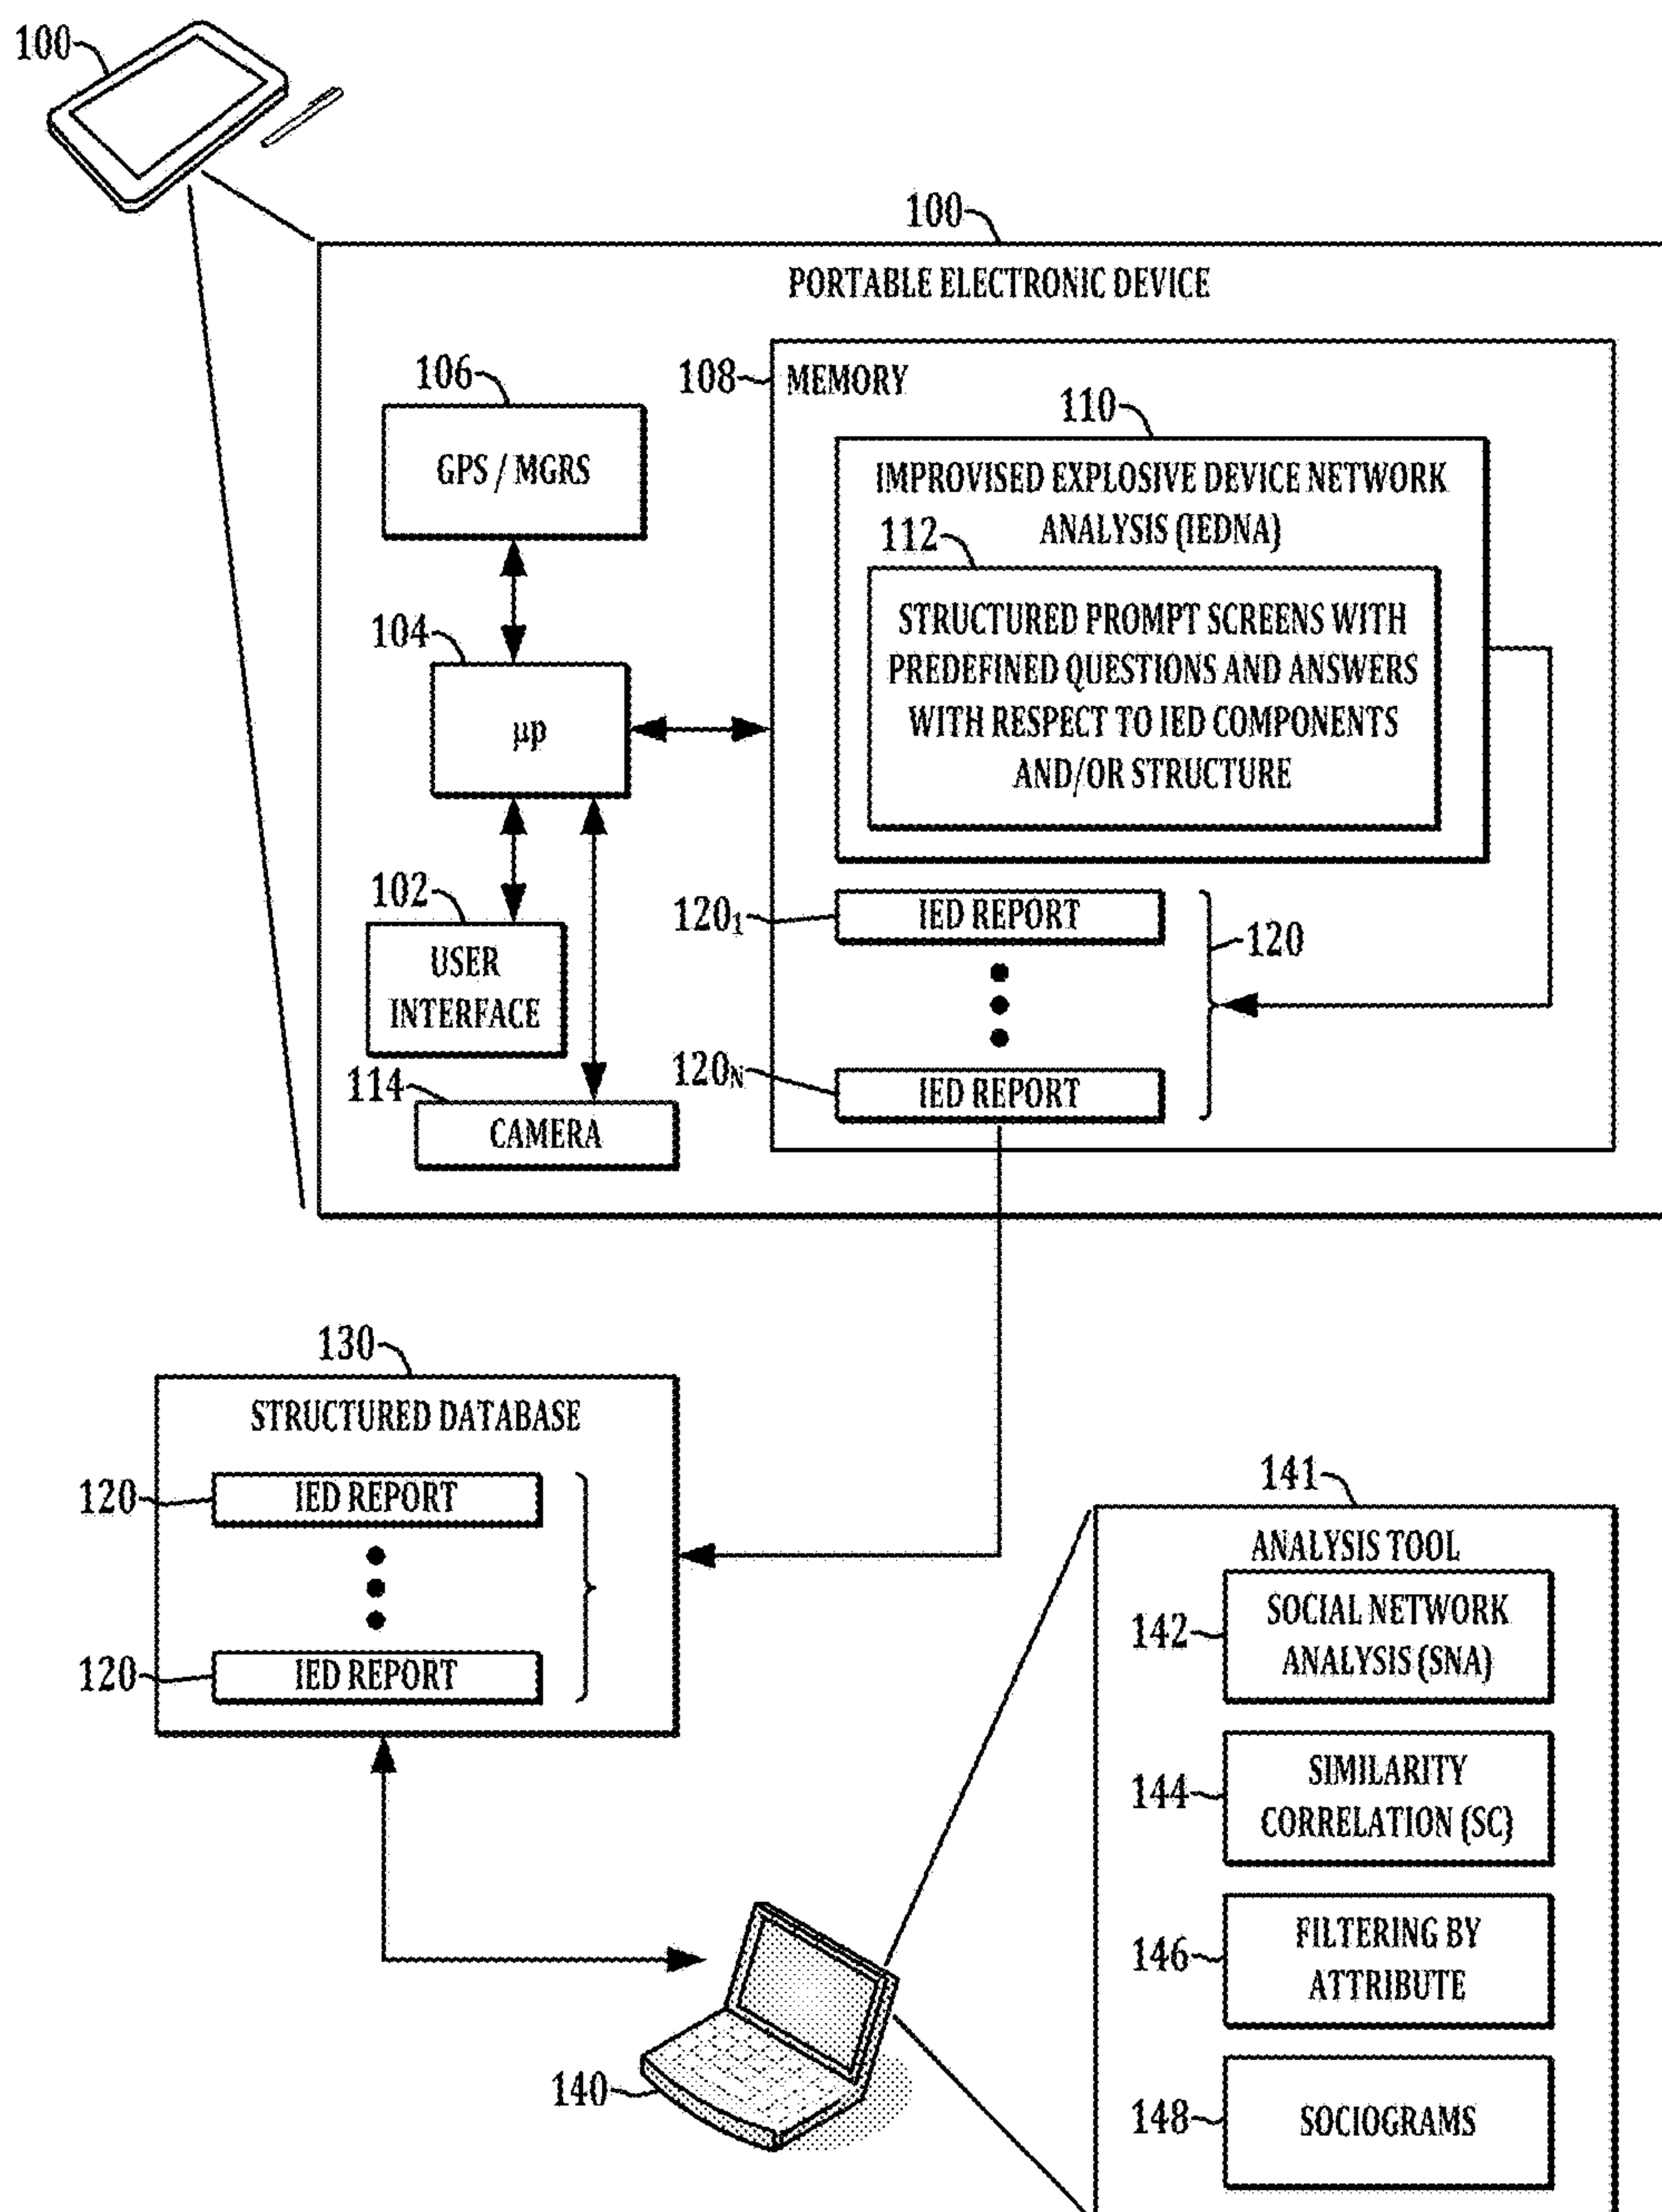 100
100
PORTABLE ELECTRONIC DEVICE
106
GPS / MGRS
108
MEMORY
110
IMPROVISED EXPLOSIVE DEVICE NETWORK
ANALYSIS (IEDNA)
112
STRUCTURED PROMPT SCREENS WITH
PREDEFINED QUESTIONS AND ANSWERS
WITH RESPECT TO IED COMPONENTS
AND/OR STRUCTURE
104
µp
102
USER
INTERFACE
114
CAMERA
120₁
IED REPORT
120
120N
IED REPORT
130
STRUCTURED DATABASE
120
IED REPORT
120
IED REPORT
141
ANALYSIS TOOL
142
SOCIAL NETWORK
ANALYSIS (SNA)
144
SIMILARITY
CORRELATION (SC)
146
FILTERING BY
ATTRIBUTE
140
148
SOCIOGRAMS